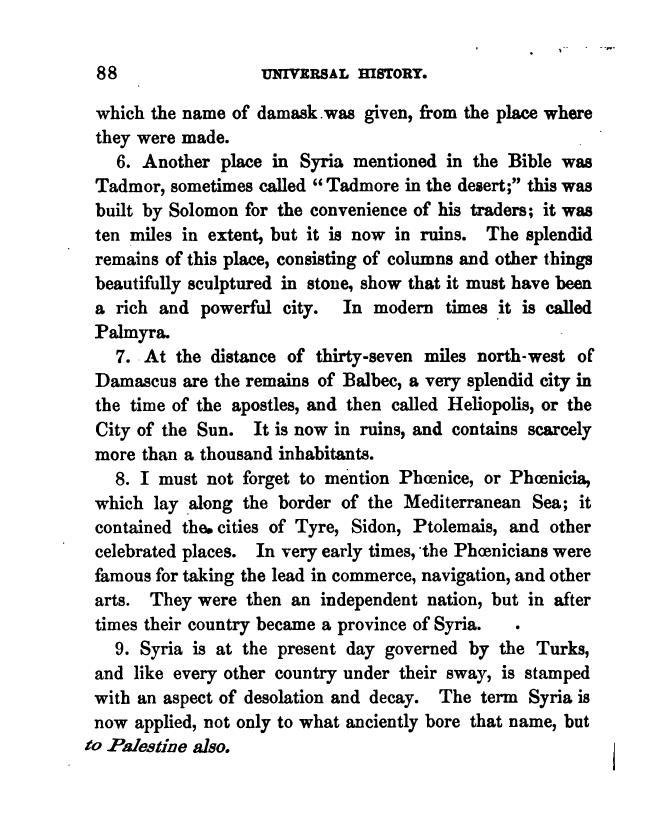 88 UNIVERSAL HISTORY.
which the name of damask was given, from the place where
they were made.
6. Another place in Syria mentioned in the Bible was
Tadmor, sometimes called “Tadmore in the desert;” this was
built by Solomon for the convenience of his traders; it was
ten miles in extent, but it is now in ruins. The splendid
remains of this place, consisting of columns and other things
beautifully sculptured in stone, show that it must have been
a rich and powerful city. In modern times it is called
Palmyra.
7. At the distance of thirty-seven miles north-west of
Damascus are the remains of Balbec, a very splendid city in
the time of the apostles, and then called Heliopolis, or the
City of the Sun. It is now in ruins, and contains scarcely
more than a thousand inhabitants.
8. I must not forget to mention Phœnice, or Phœnicia,
which lay along the border of the Mediterranean Sea; it
contained the cities of Tyre, Sidon, Ptolemais, and other
celebrated places. In very early times, the Phœnicians were
famous for taking the lead in commerce, navigation, and other
arts. They were then an independent nation, but in after
times their country became a province of Syria.
9. Syria is at the present day governed by the Turks,
and like every other country under their sway, is stamped
with an aspect of desolation and decay. The term Syria is
now applied, not only to what anciently bore that name, but
to Palestine also.